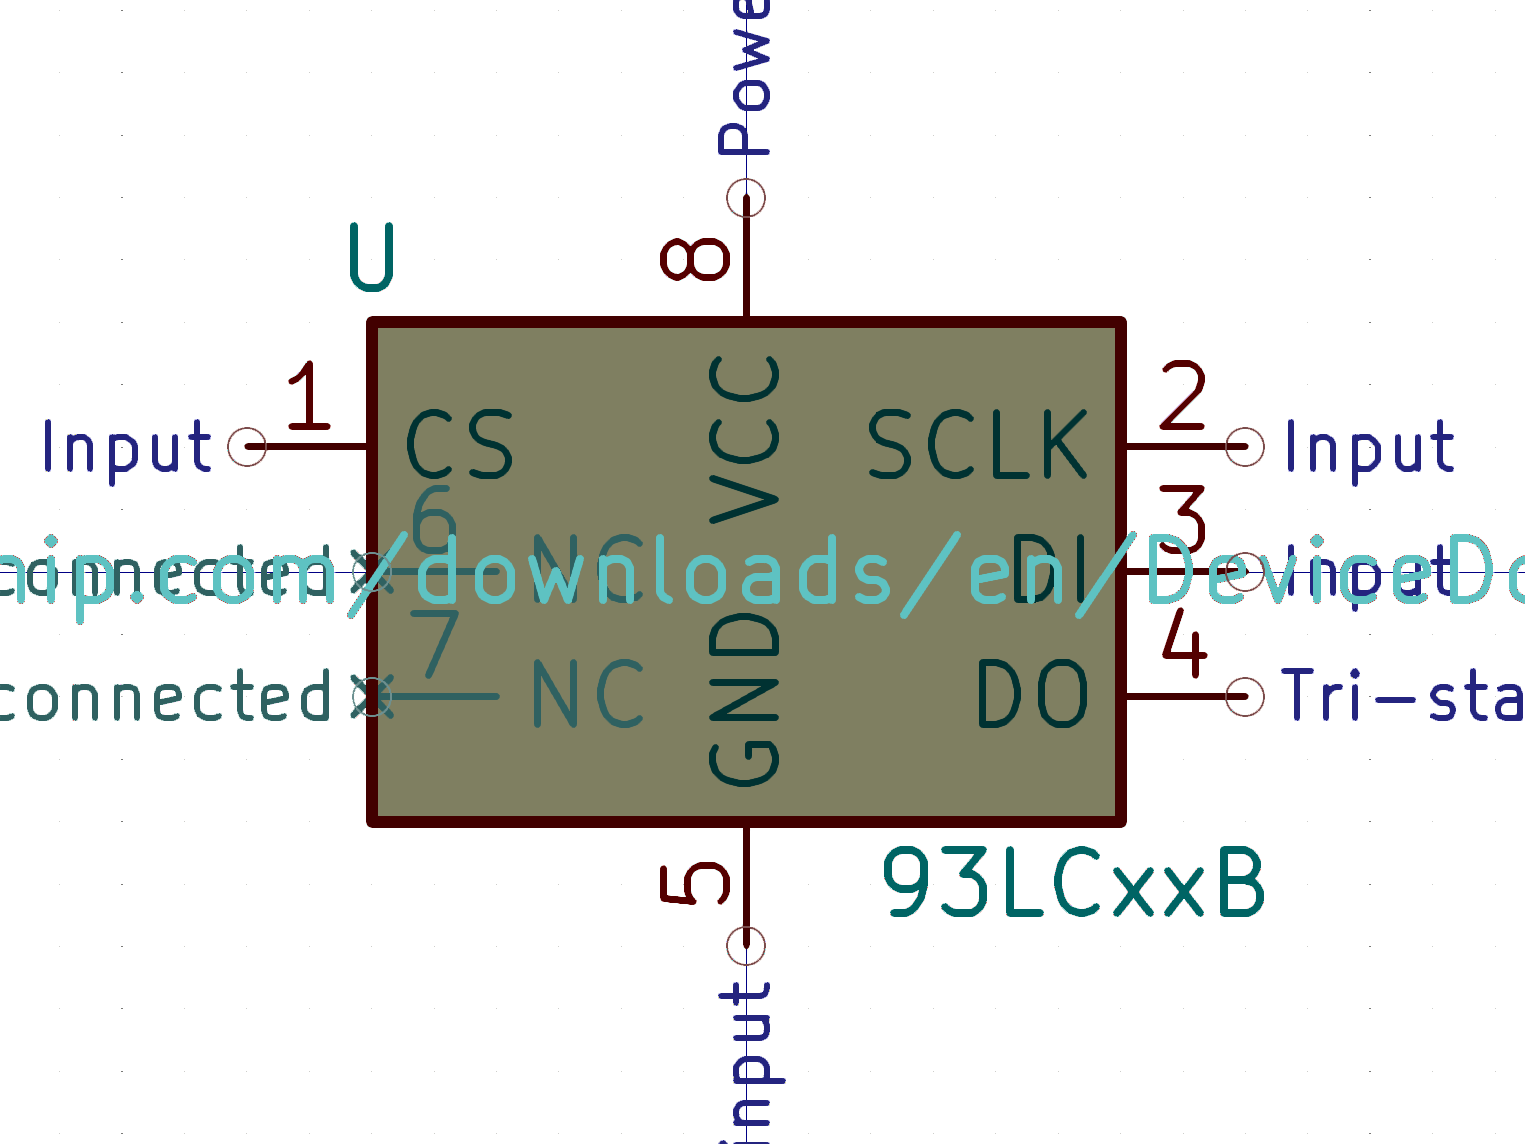 Powe
8
U
1
2
Input
CS
VCC
SCLK
Input
6
3
connected
NC
DI
Input
hip.com/downloads/en/DeviceDo
7
4
connected
NC
GND
DO
Tri-sta
5
93LCxxB
input